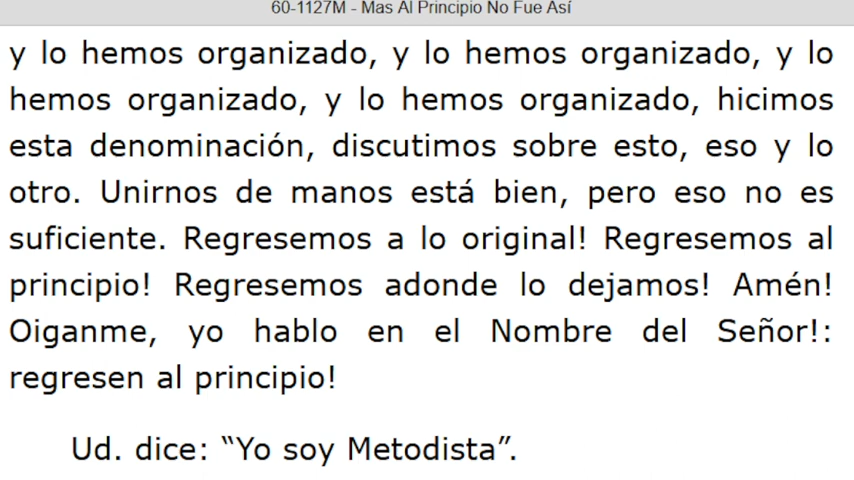 60-1127M - Mas Al Principio No Fue Así
y lo hemos organizado, y lo hemos organizado, y lo
hemos organizado, y lo hemos organizado, hicimos
esta denominación, discutimos sobre esto, eso y lo
otro. Unirnos de manos está bien, pero eso no es
suficiente. Regresemos a lo original! Regresemos al
principio! Regresemos adonde lo dejamos! Amén!
Oiganme, yo hablo en el Nombre del Señor!:
regresen al principio!
Ud. dice: “Yo soy Metodista”.